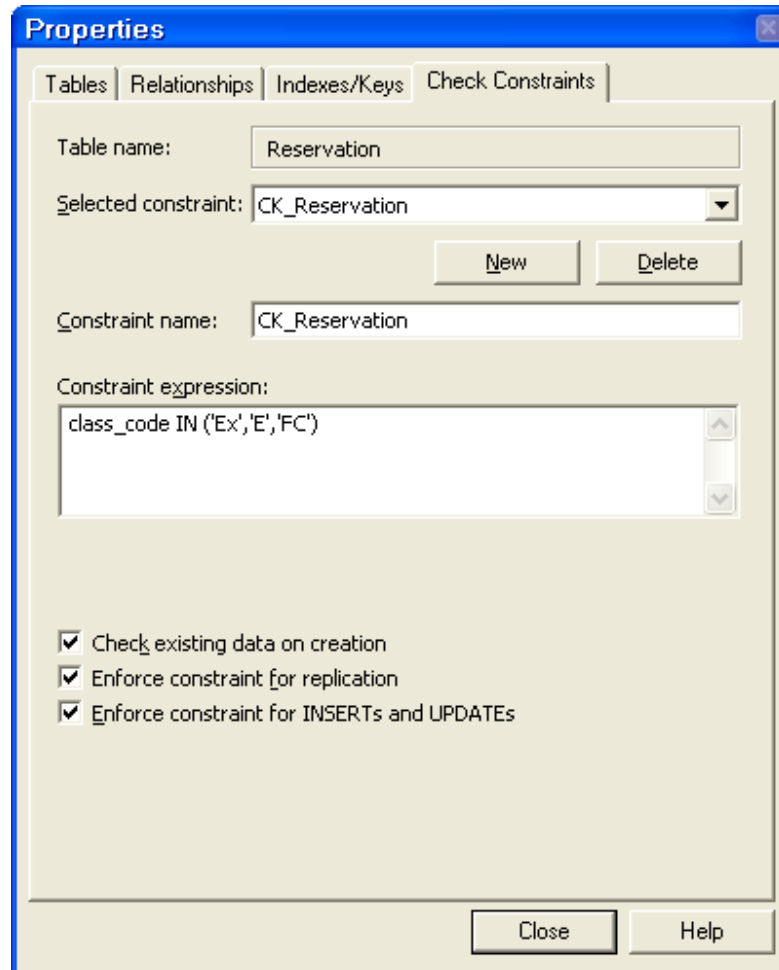 Properties
Tables Relationships Indexes/Keys Check Constraints
Table name: Reservation
Selected constraint: CK_Reservation
New Delete
Constraint name: CK_Reservation
Constraint expression:
class_code IN ('Ex','E','FC')
Check existing data on creation
Enforce constraint for replication
Enforce constraint for INSERTs and UPDATEs
Close Help